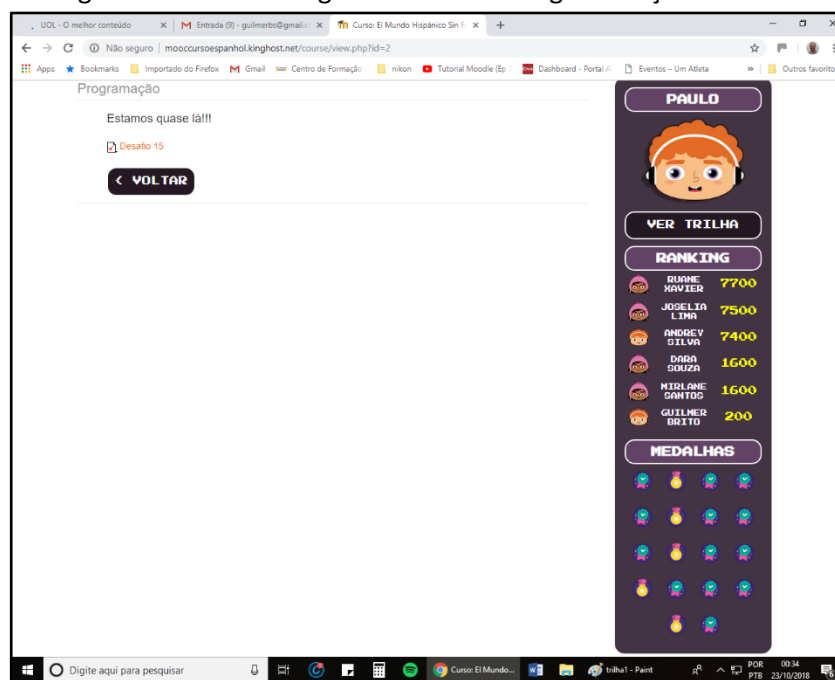 UOL - O melhor conteúdo
Entrada (9) - guilmerbs@gmail.c
Curso: El Mundo Hispánico Sin F
Não seguro | mooccursoespanhol.kinghost.net/course/view.php?id=2
Apps
Bookmarks
Importado do Firefox
Gmail
Centro de Formação
nikon
Tutorial Moodle (Ep
Dashboard - Portal A
Eventos – Um Atleta
»
Outros favorito
Programação
Estamos quase lá!!!
Desafio 15
< VOLTAR
PAULO
VER TRILHA
RANKING
RUANE XAVIER 7700
JOSELIA LIMA 7500
ANDREY SILVA 7400
DARA SOUZA 1600
MIRLANE SANTOS 1600
GUILMER BRITO 200
MEDALHAS
Digite aqui para pesquisar
Curso: El Mundo...
trilha1 - Paint
POR
PTB
00:34
23/10/2018